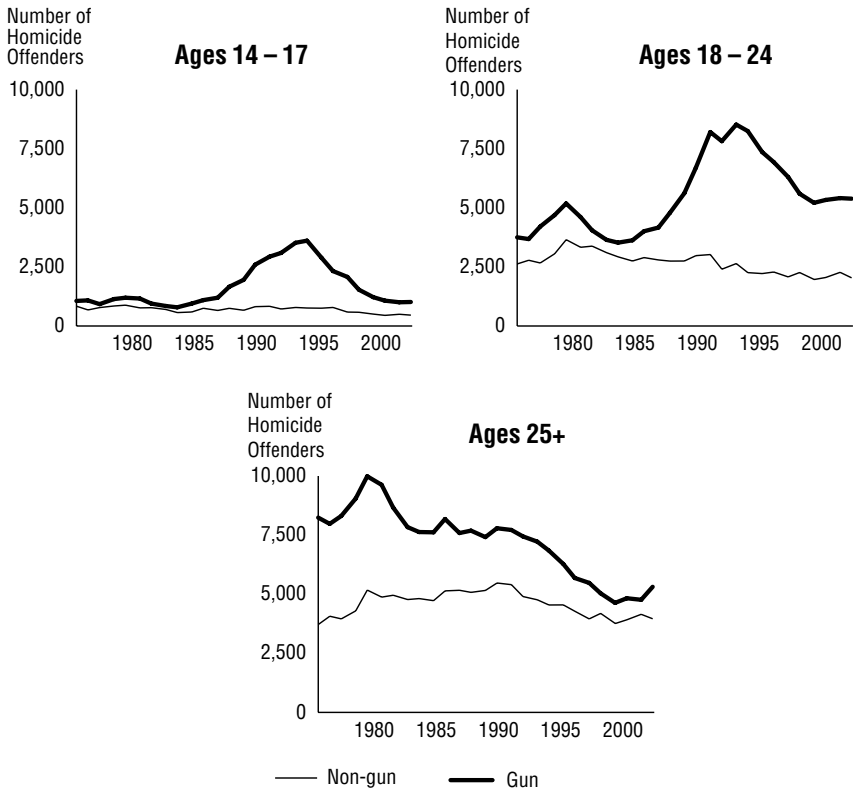 Number of
Homicide
Offenders
Ages 14 – 17
10,000
7,500
5,000
2,500
0
1980 1985 1990 1995 2000
Number of
Homicide
Offenders
Ages 18 – 24
10,000
7,500
5,000
2,500
0
1980 1985 1990 1995 2000
Number of
Homicide
Offenders
Ages 25+
10,000
7,500
5,000
2,500
0
1980 1985 1990 1995 2000
Non-gun Gun